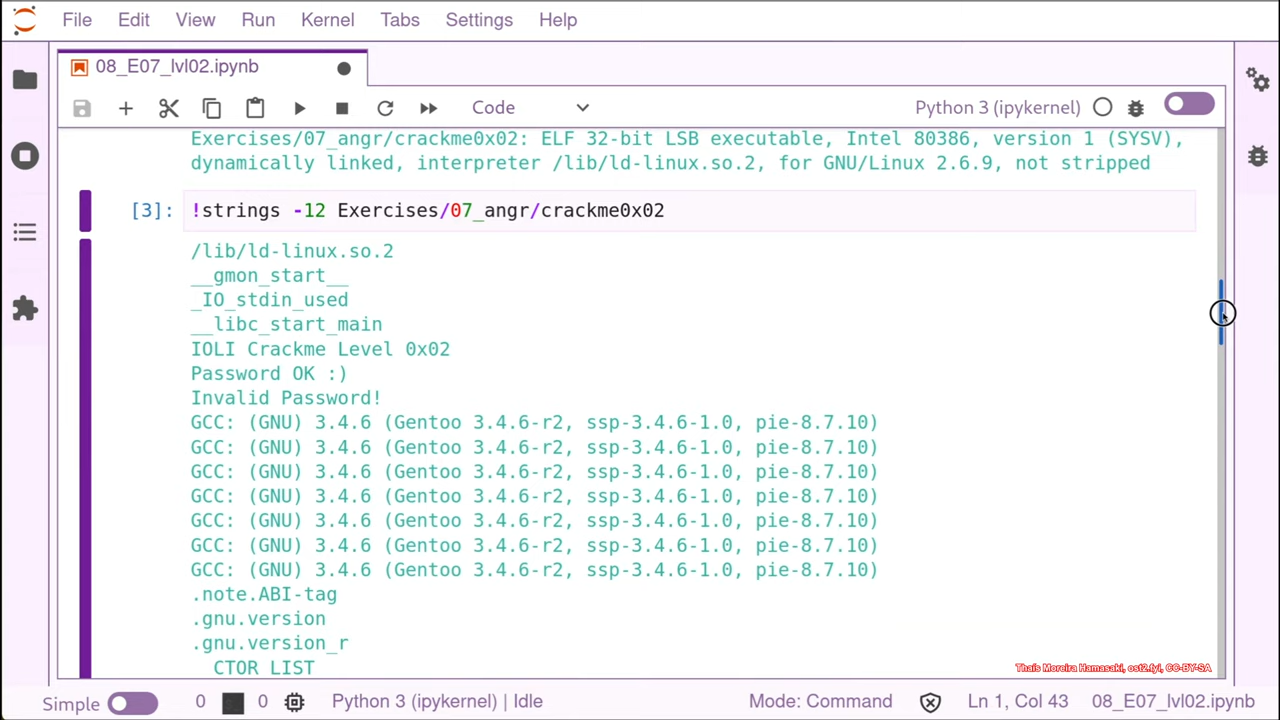 File Edit View Run Kernel Tabs Settings Help
08_E07_lvl02.ipynb
Code
Python 3 (ipykernel)
Exercises/07_angr/crackme0x02: ELF 32-bit LSB executable, Intel 80386, version 1 (SYSV),
dynamically linked, interpreter /lib/ld-linux.so.2, for GNU/Linux 2.6.9, not stripped
[3]: !strings -12 Exercises/07_angr/crackme0x02
/lib/ld-linux.so.2
__gmon_start__
_IO_stdin_used
__libc_start_main
IOLI Crackme Level 0x02
Password OK :)
Invalid Password!
GCC: (GNU) 3.4.6 (Gentoo 3.4.6-r2, ssp-3.4.6-1.0, pie-8.7.10)
GCC: (GNU) 3.4.6 (Gentoo 3.4.6-r2, ssp-3.4.6-1.0, pie-8.7.10)
GCC: (GNU) 3.4.6 (Gentoo 3.4.6-r2, ssp-3.4.6-1.0, pie-8.7.10)
GCC: (GNU) 3.4.6 (Gentoo 3.4.6-r2, ssp-3.4.6-1.0, pie-8.7.10)
GCC: (GNU) 3.4.6 (Gentoo 3.4.6-r2, ssp-3.4.6-1.0, pie-8.7.10)
GCC: (GNU) 3.4.6 (Gentoo 3.4.6-r2, ssp-3.4.6-1.0, pie-8.7.10)
GCC: (GNU) 3.4.6 (Gentoo 3.4.6-r2, ssp-3.4.6-1.0, pie-8.7.10)
.note.ABI-tag
.gnu.version
.gnu.version_r
CTOR LIST
Thais Moreira Hamasaki, ost2.fyi, CC-BY-SA
Simple 0 0 Python 3 (ipykernel) | Idle Mode: Command Ln 1, Col 43 08_E07_lvl02.ipynb